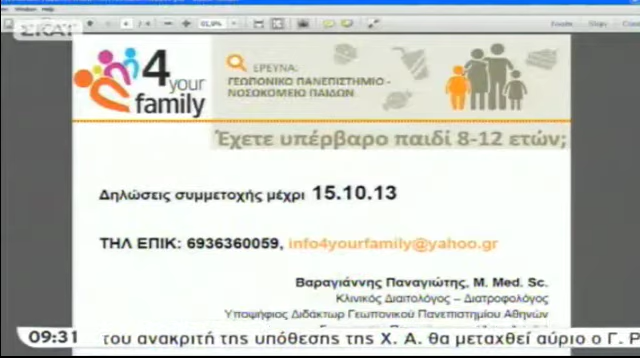 ΣΚΑΪ
4
your
family
ΕΡΕΥΝΑ:
ΓΕΩΠΟΝΙΚΟ ΠΑΝΕΠΙΣΤΗΜΙΟ -
ΝΟΣΟΚΟΜΕΙΟ ΠΑΙΔΩΝ
Έχετε υπέρβαρο παιδί 8-12 ετών;
Δηλώσεις συμμετοχής μέχρι 15.10.13
ΤΗΛ ΕΠΙΚ: 6936360059, info4yourfamily@yahoo.gr
Βαραγιάννης Παναγιώτης, M. Med. Sc.
Κλινικός Διαιτολόγος – Διατροφολόγος
Υποψήφιος Διδάκτωρ Γεωπονικού Πανεπιστημίου Αθηνών
09:31 του ανακριτή της υπόθεσης της Χ. Α. θα μεταχθεί αύριο ο Γ. Ρ